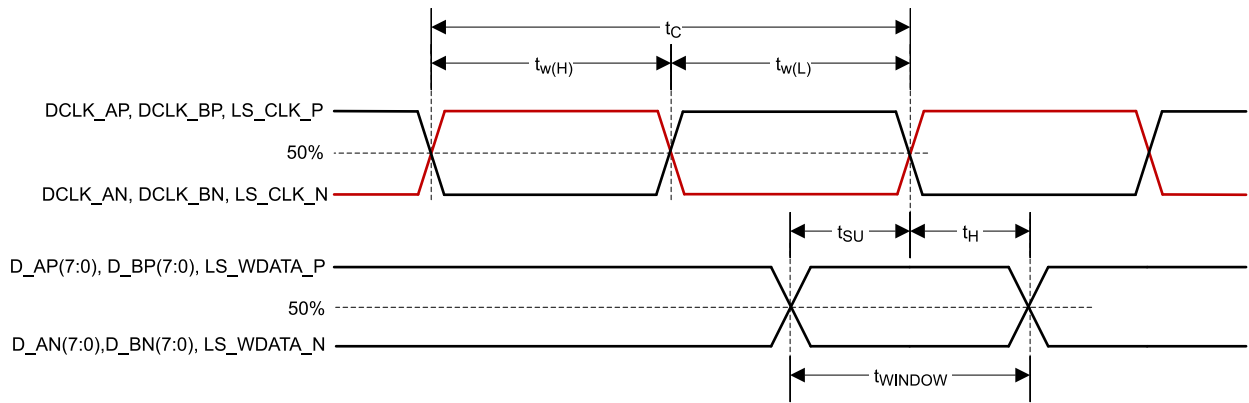 tC
tw(H)
tw(L)
DCLK_AP, DCLK_BP, LS_CLK_P
50%
DCLK_AN, DCLK_BN, LS_CLK_N
tSU
tH
D_AP(7:0), D_BP(7:0), LS_WDATA_P
50%
D_AN(7:0),D_BN(7:0), LS_WDATA_N
tWINDOW